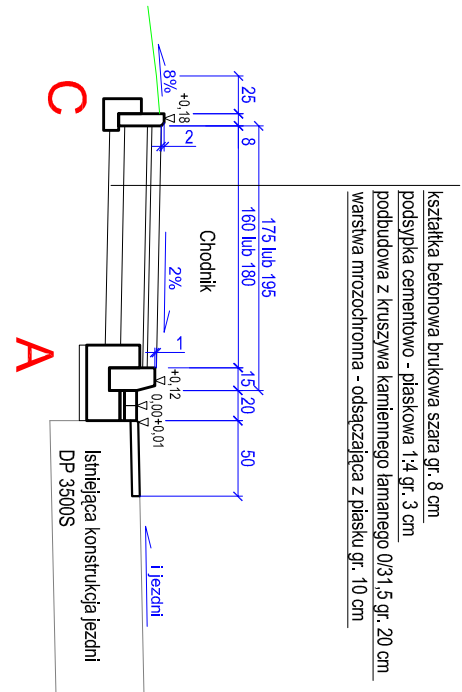 kształtka betonowa brukowa szara gr. 8 cm
podsypka cementowo - piaskowa 1:4 gr. 3 cm
podbudowa z kruszywa kamiennego łamanego 0/31,5 gr. 20 cm
warstwa mrozochronna - odsączająca z piasku gr. 10 cm
175 lub 195
25
8
160 lub 180
15
20
50
8%
+0,18
2
Chodnik
2%
1
+0,12
0,00
+0,01
i jezdni
C
A
Istniejąca konstrukcja jezdni
DP 3500S